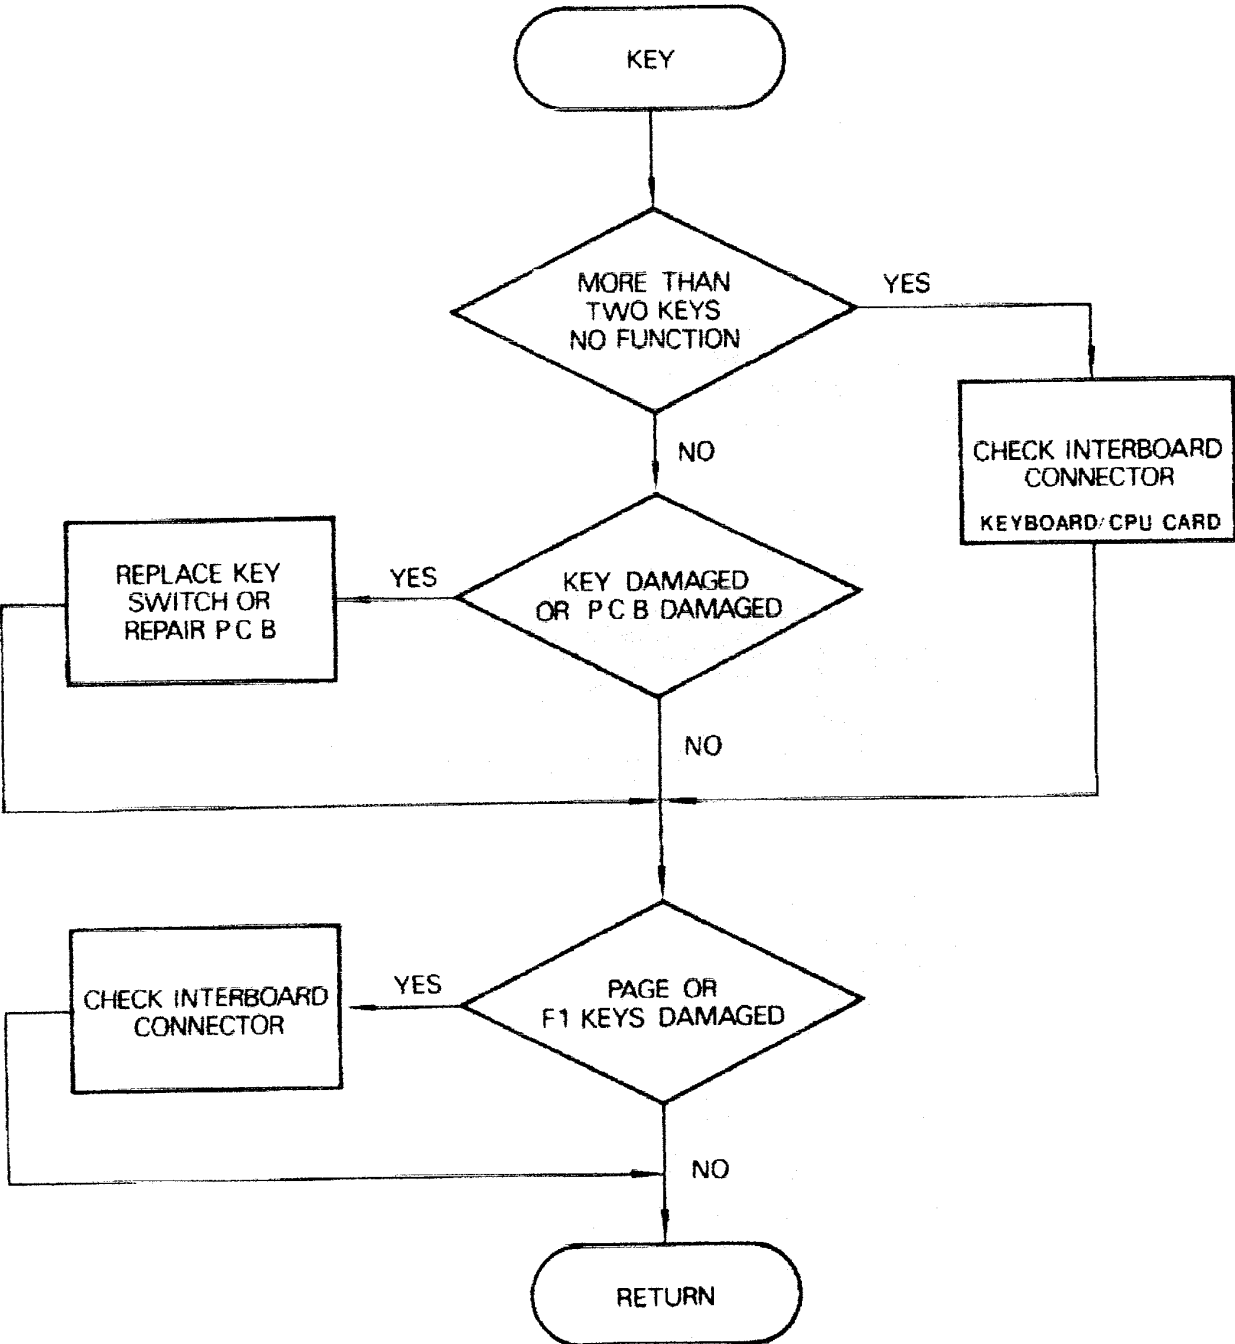 KEY
MORE THAN
TWO KEYS
NO FUNCTION
YES
NO
CHECK INTERBOARD
CONNECTOR
KEYBOARD/CPU CARD
KEY DAMAGED
OR P C B DAMAGED
YES
REPLACE KEY
SWITCH OR
REPAIR P C B
NO
PAGE OR
F1 KEYS DAMAGED
YES
CHECK INTERBOARD
CONNECTOR
NO
RETURN